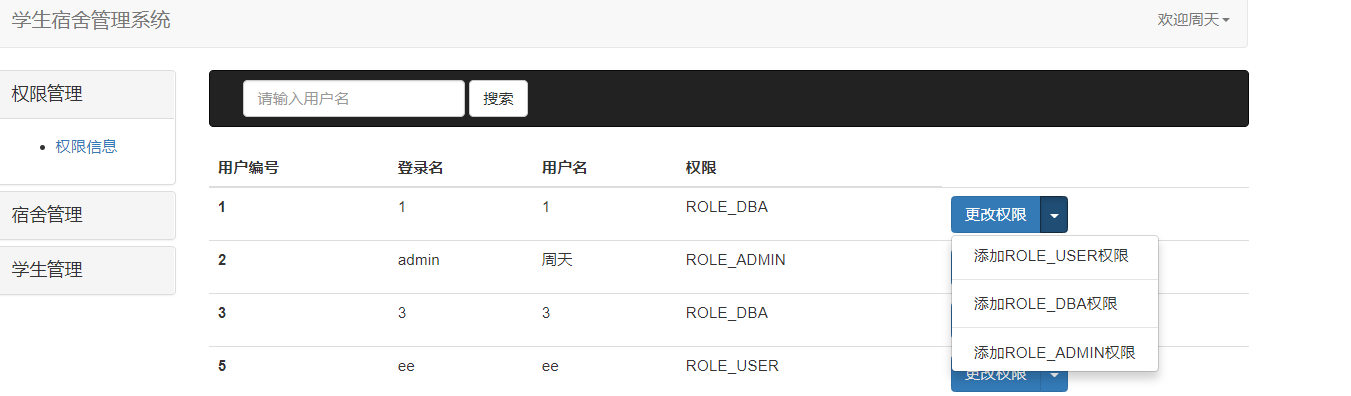 学生宿舍管理系统
欢迎周天
权限管理
权限信息
宿舍管理
学生管理
请输入用户名 搜索
用户编号 登录名 用户名 权限
1 1 1 ROLE_DBA 更改权限
添加ROLE_USER权限
2 admin 周天 ROLE_ADMIN
添加ROLE_DBA权限
3 3 3 ROLE_DBA
添加ROLE_ADMIN权限
5 ee ee ROLE_USER 更改权限